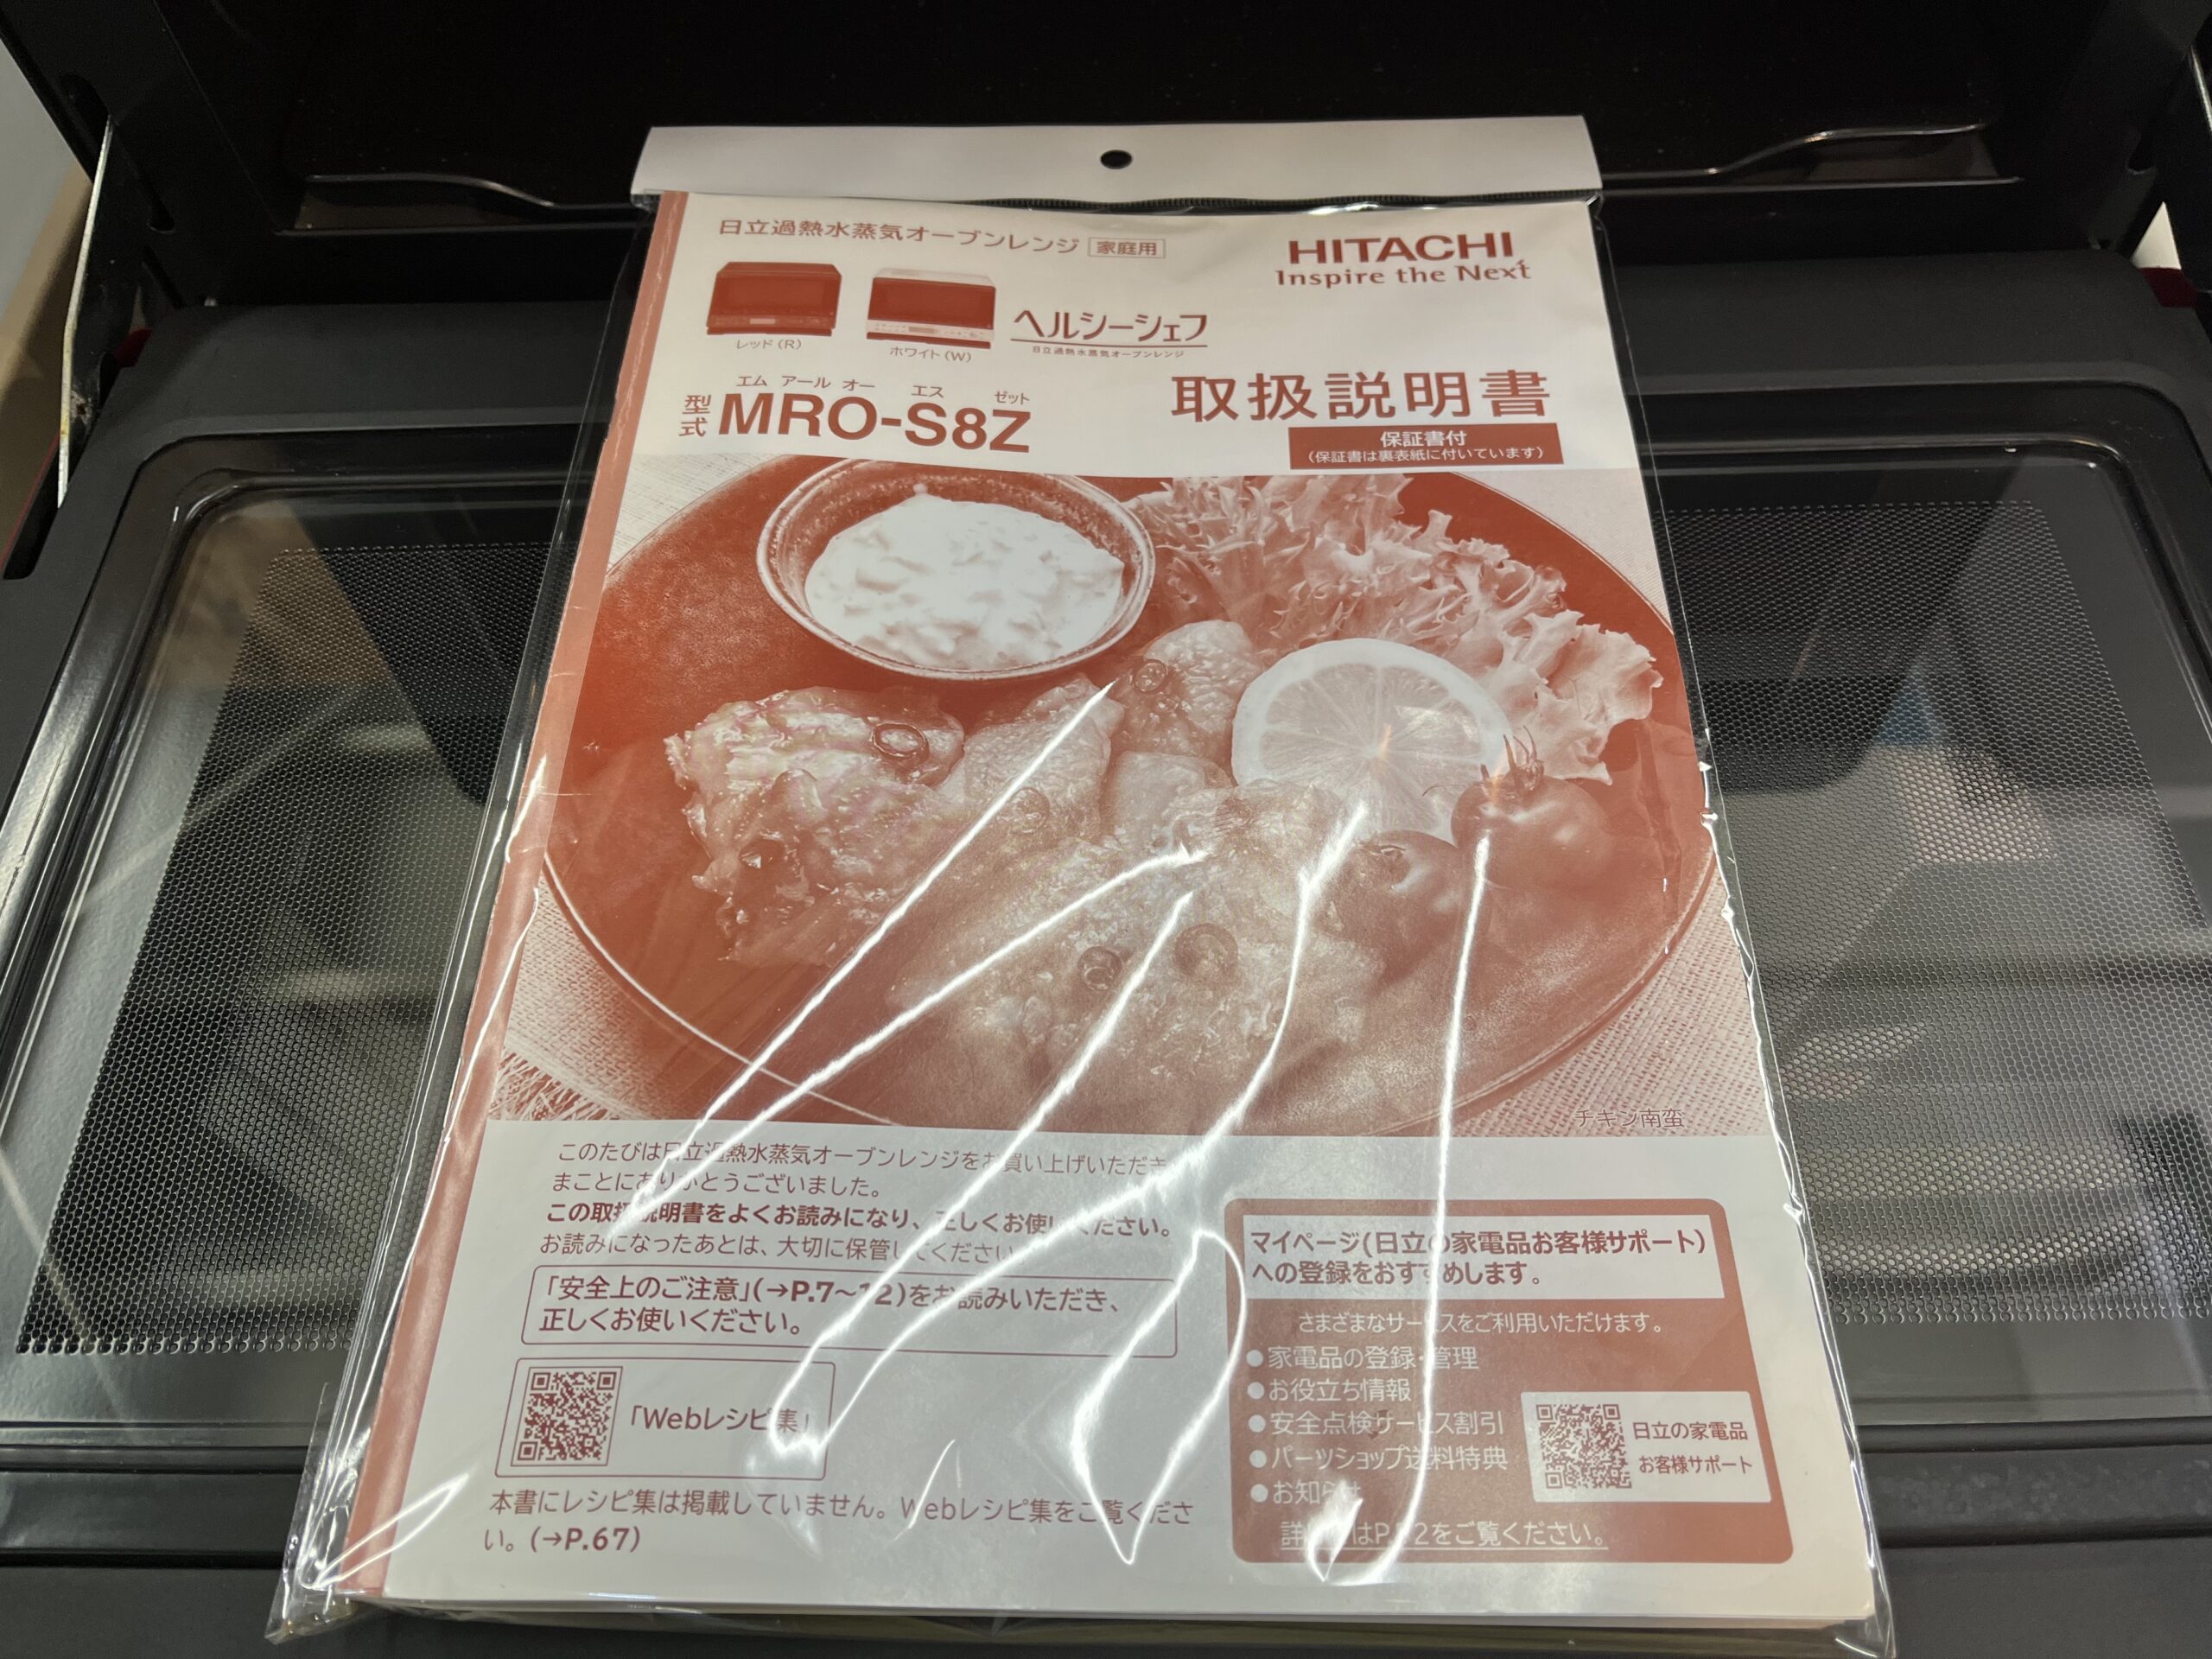 日立過熱水蒸気オーブンレンジ 家庭用
HITACHI
Inspire the Next
レッド(R)
ホワイト(W)
ヘルシーシェフ
日立過熱水蒸気オーブンレンジ
エム アール オー エス ゼット
型式 MRO-S8Z
取扱説明書
保証書付
(保証書は裏表紙に付いています)
チキン南蛮
このたびは日立過熱水蒸気オーブンレンジをお買い上げいただき
まことにありがとうございました。
この取扱説明書をよくお読みになり、正しくお使いください。
お読みになったあとは、大切に保管してください
「安全上のご注意」(→P.7~12)をお読みいただき、
正しくお使いください。
「Webレシピ集」
本書にレシピ集は掲載していません。Webレシピ集をご覧くださ
い。(→P.67)
マイページ(日立の家電品お客様サポート)
への登録をおすすめします。
さまざまなサービスをご利用いただけます。
●家電品の登録・管理
●お役立ち情報
●安全点検サービス割引
●パーツショップ送料特典
●お知らせ
日立の家電品
お客様サポート
をご覧ください。